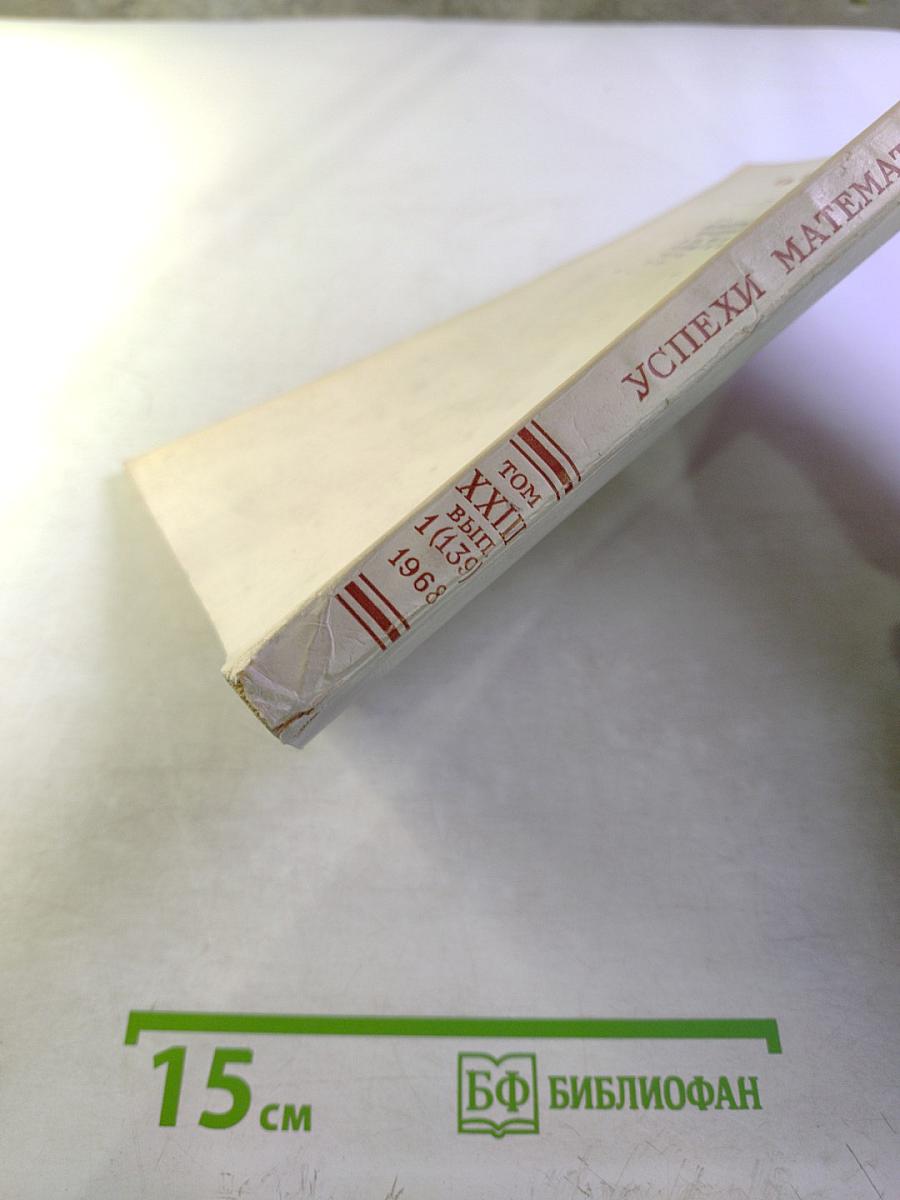 УСПЕХИ МАТЕМАТ
ТОМ
XXIII
ВЫП.
1(139)
1968
15 см
БФ БИБЛИОФАН